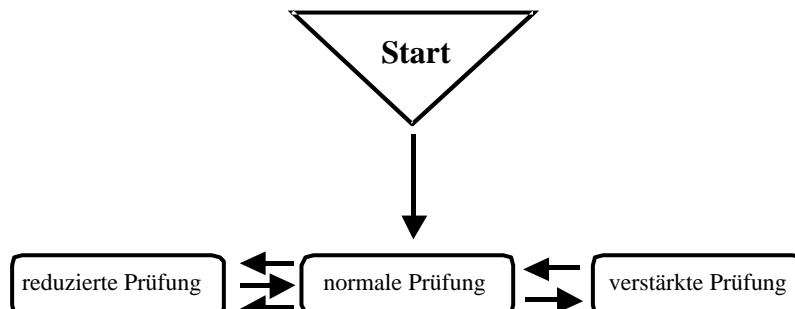 Start
reduzierte Prüfung
normale Prüfung
verstärkte Prüfung